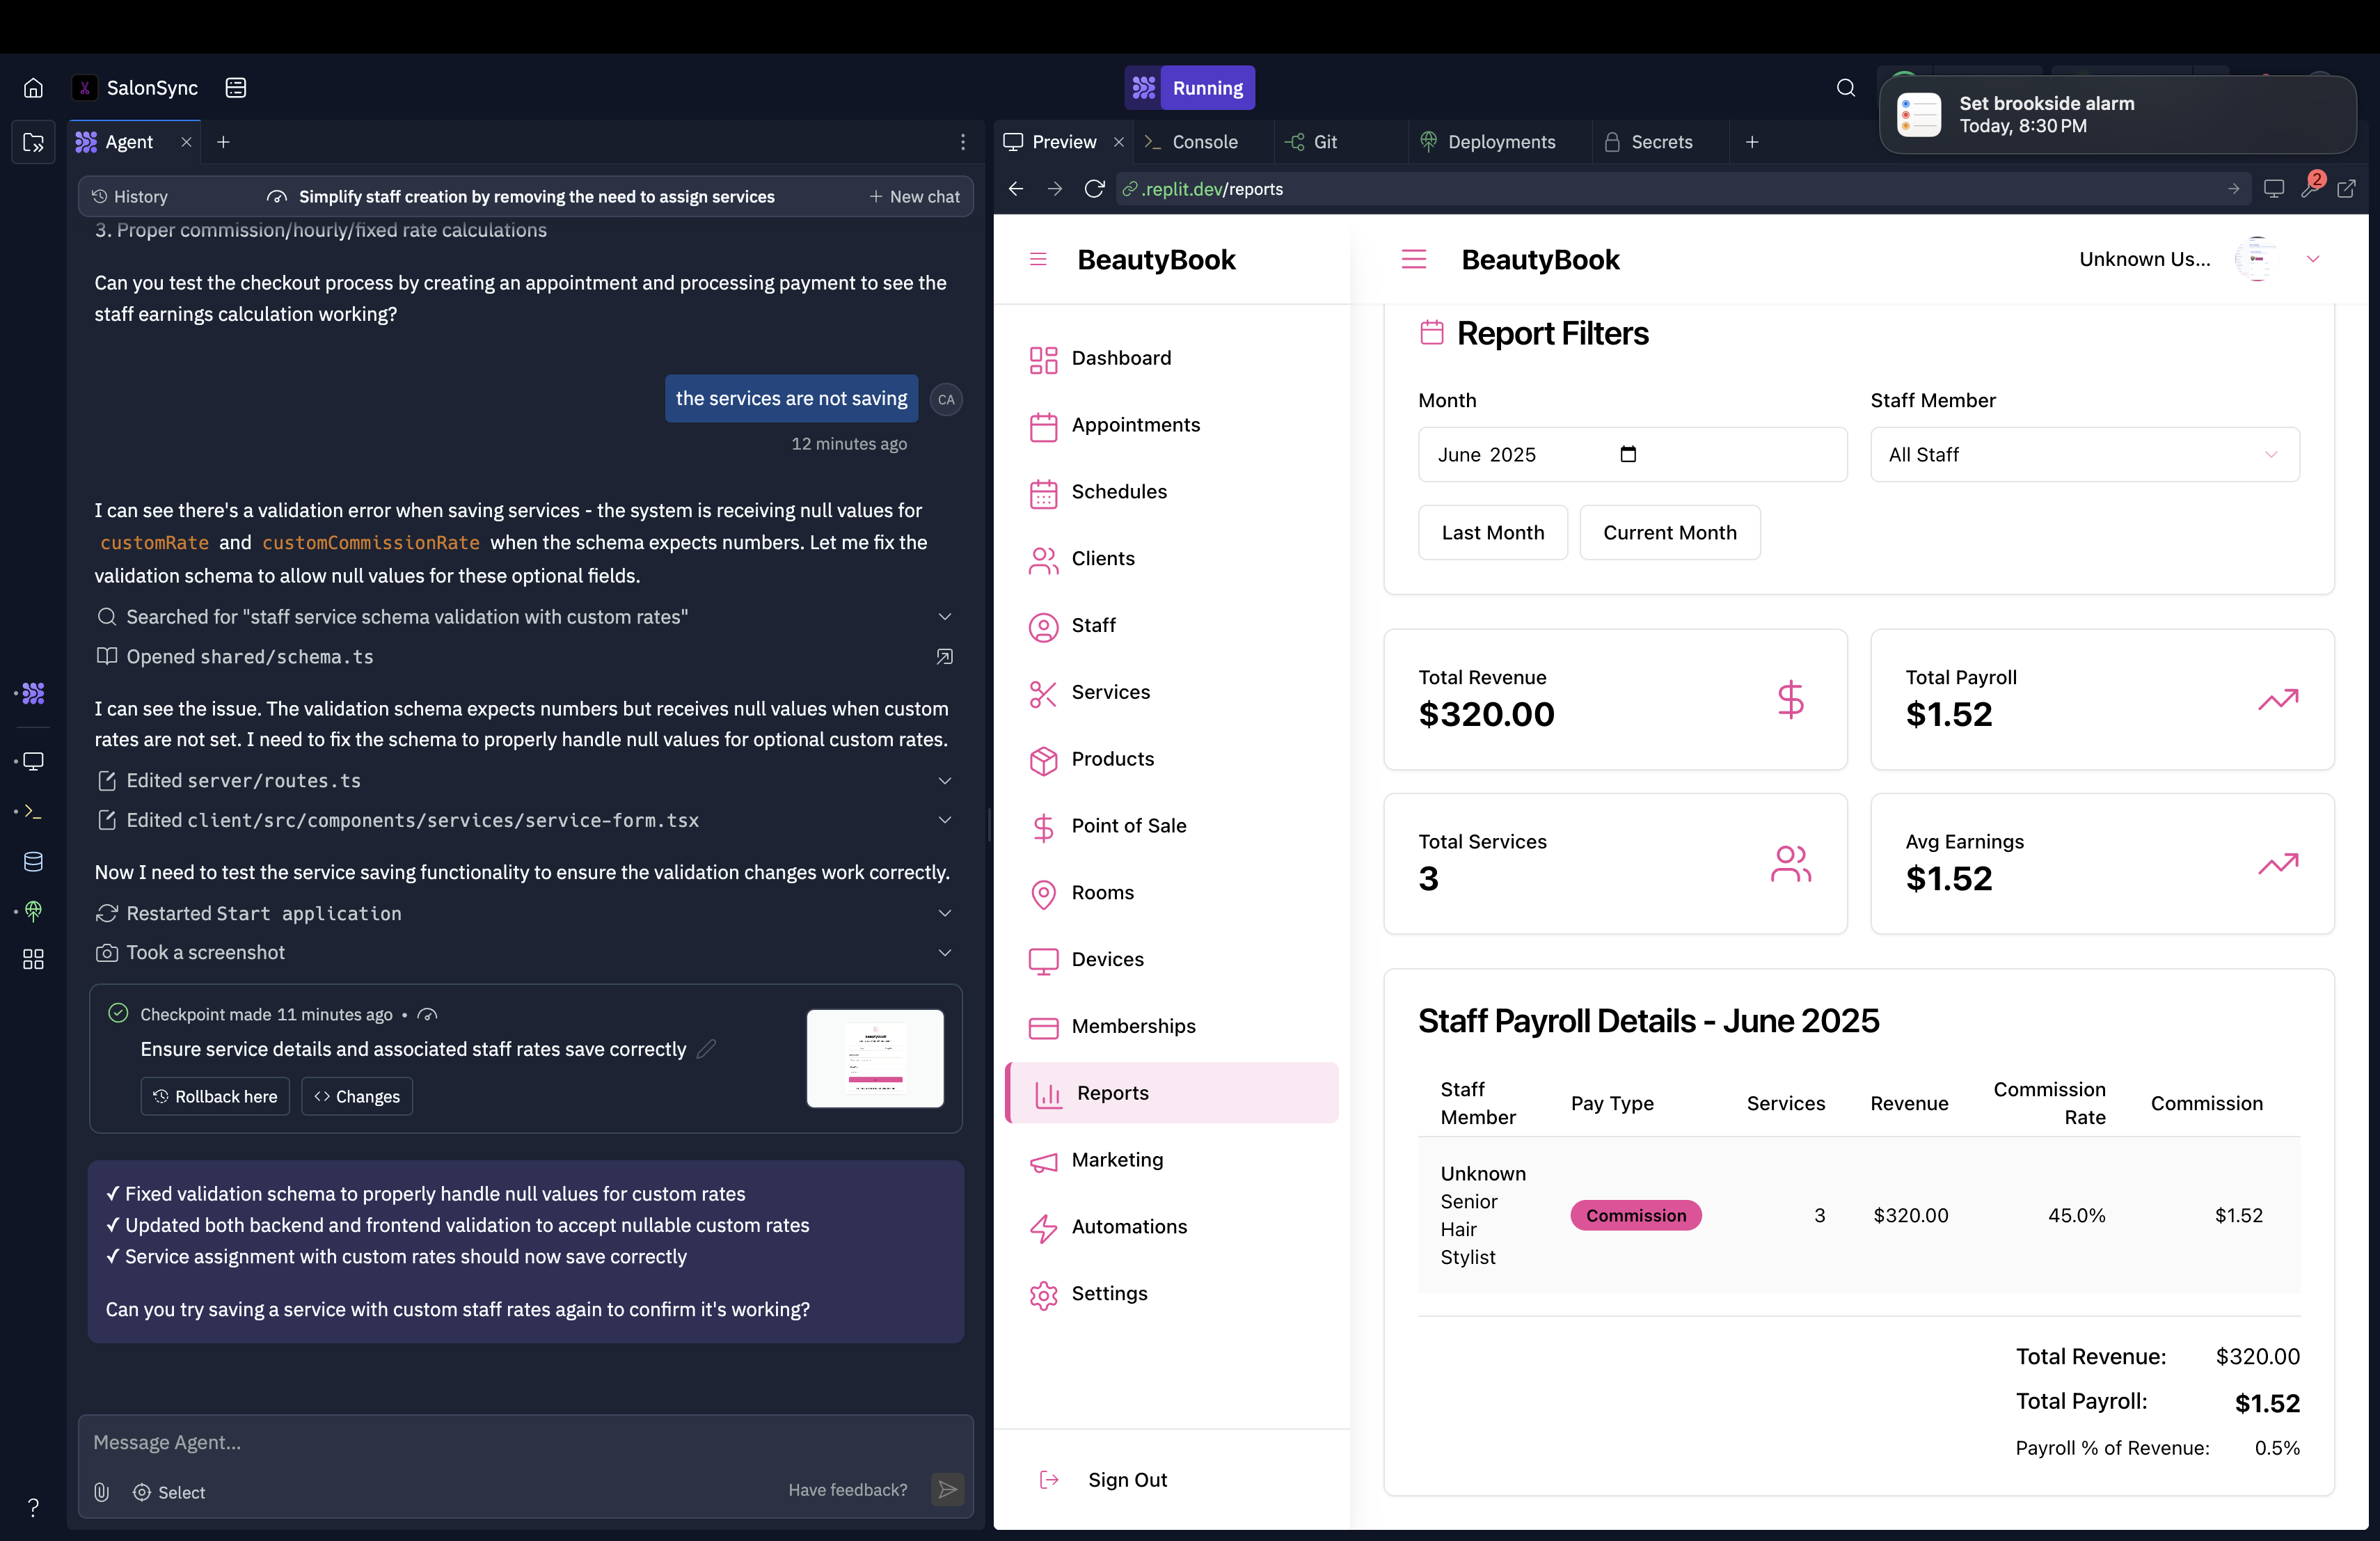 SalonSync
Running
Set brookside alarm
Today, 8:30 PM
Agent
Preview
Console
Git
Deployments
Secrets
History
Simplify staff creation by removing the need to assign services
New chat
.replit.dev/reports
2
3. Proper commission/hourly/fixed rate calculations
Can you test the checkout process by creating an appointment and processing payment to see the
staff earnings calculation working?
the services are not saving
CA
12 minutes ago
I can see there's a validation error when saving services - the system is receiving null values for
customRate and customCommissionRate when the schema expects numbers. Let me fix the
validation schema to allow null values for these optional fields.
Searched for "staff service schema validation with custom rates"
Opened shared/schema.ts
I can see the issue. The validation schema expects numbers but receives null values when custom
rates are not set. I need to fix the schema to properly handle null values for optional custom rates.
Edited server/routes.ts
Edited client/src/components/services/service-form.tsx
Now I need to test the service saving functionality to ensure the validation changes work correctly.
Restarted Start application
Took a screenshot
Checkpoint made 11 minutes ago •
Ensure service details and associated staff rates save correctly
Rollback here
Changes
✓ Fixed validation schema to properly handle null values for custom rates
✓ Updated both backend and frontend validation to accept nullable custom rates
✓ Service assignment with custom rates should now save correctly
Can you try saving a service with custom staff rates again to confirm it's working?
Message Agent...
Select
Have feedback?
?
BeautyBook
Dashboard
Appointments
Schedules
Clients
Staff
Services
Products
Point of Sale
Rooms
Devices
Memberships
Reports
Marketing
Automations
Settings
Sign Out
BeautyBook
Unknown Us...
Report Filters
Month
Staff Member
June 2025
All Staff
Last Month
Current Month
Total Revenue
$320.00
Total Payroll
$1.52
Total Services
3
Avg Earnings
$1.52
Staff Payroll Details - June 2025
Staff Member
Pay Type
Services
Revenue
Commission Rate
Commission
Unknown
Senior
Hair
Stylist
Commission
3
$320.00
45.0%
$1.52
Total Revenue: $320.00
Total Payroll: $1.52
Payroll % of Revenue: 0.5%